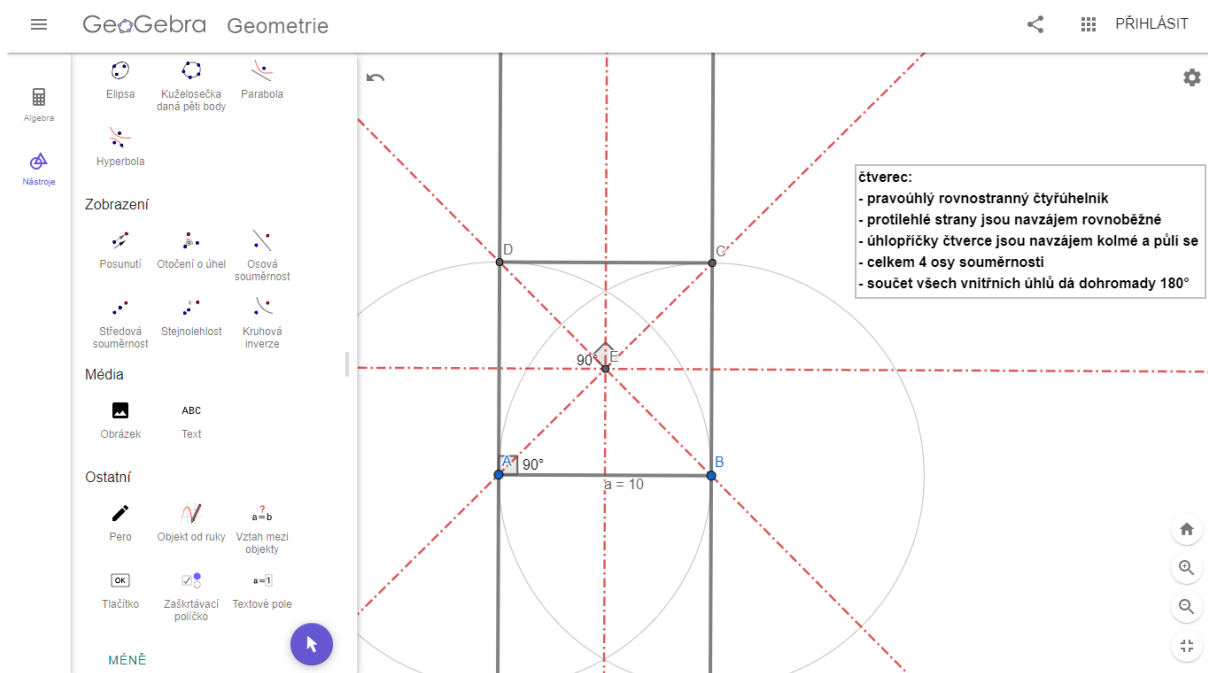 GeoGebra Geometrie
PŘIHLÁSIT
Algebra
Nástroje
Elipsa
Kuželosečka daná pěti body
Parabola
Hyperbola
Zobrazení
Posunutí
Otočení o úhel
Osová souměrnost
Středová souměrnost
Stejnolehlost
Kruhová inverze
Média
ABC
Obrázek
Text
Ostatní
?
a=b
Pero
Objekt od ruky
Vztah mezi objekty
OK
a=1
Tlačítko
Zaškrtávací políčko
Textové pole
MÉNĚ
D
C
90°
E
A
90°
B
a = 10
čtverec:
- pravoúhlý rovnostranný čtyřúhelník
- protilehlé strany jsou navzájem rovnoběžné
- úhlopříčky čtverce jsou navzájem kolmé a půlí se
- celkem 4 osy souměrnosti
- součet všech vnitřních úhlů dá dohromady 180°